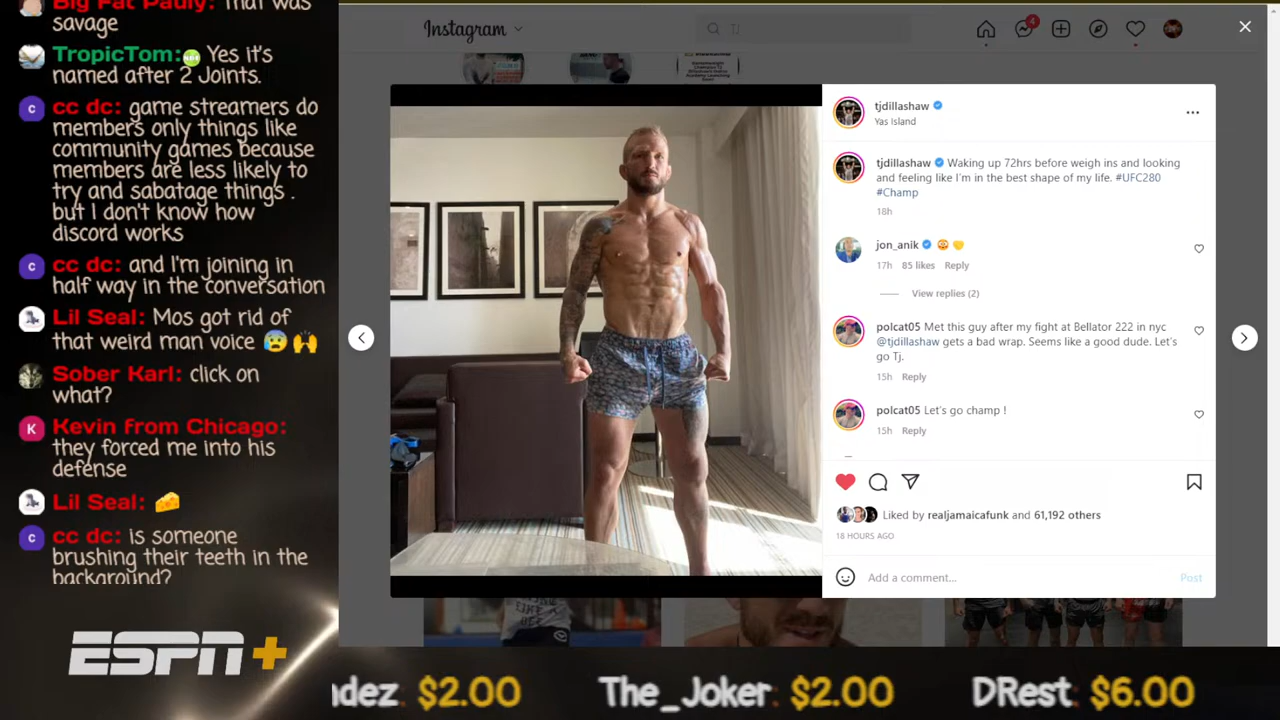 Big Fat Pauly: That was
savage
TropicTom: Yes it's
named after 2 Joints.
cc dc: game streamers do
members only things like
community games because
members are less likely to
try and sabatage things .
but I don't know how
discord works
cc dc: and I'm joining in
half way in the conversation
Lil Seal: Mos got rid of
that weird man voice 😰🙌
Sober Karl: click on
what?
Kevin from Chicago:
they forced me into his
defense
Lil Seal: 🧀
cc dc: is someone
brushing their teeth in the
background?
ESPN+
Instagram
TJ
4
tjdillashaw
Yas Island
tjdillashaw Waking up 72hrs before weigh ins and looking
and feeling like I'm in the best shape of my life. #UFC280
#Champ
18h
jon_anik
17h 85 likes Reply
View replies (2)
polcat05 Met this guy after my fight at Bellator 222 in nyc
@tjdillashaw gets a bad wrap. Seems like a good dude. Let's
go Tj.
15h Reply
polcat05 Let's go champ !
15h Reply
Liked by realjamaicafunk and 61,192 others
18 HOURS AGO
Add a comment...
Post
ndez: $2.00 The_Joker: $2.00 DRest: $6.00